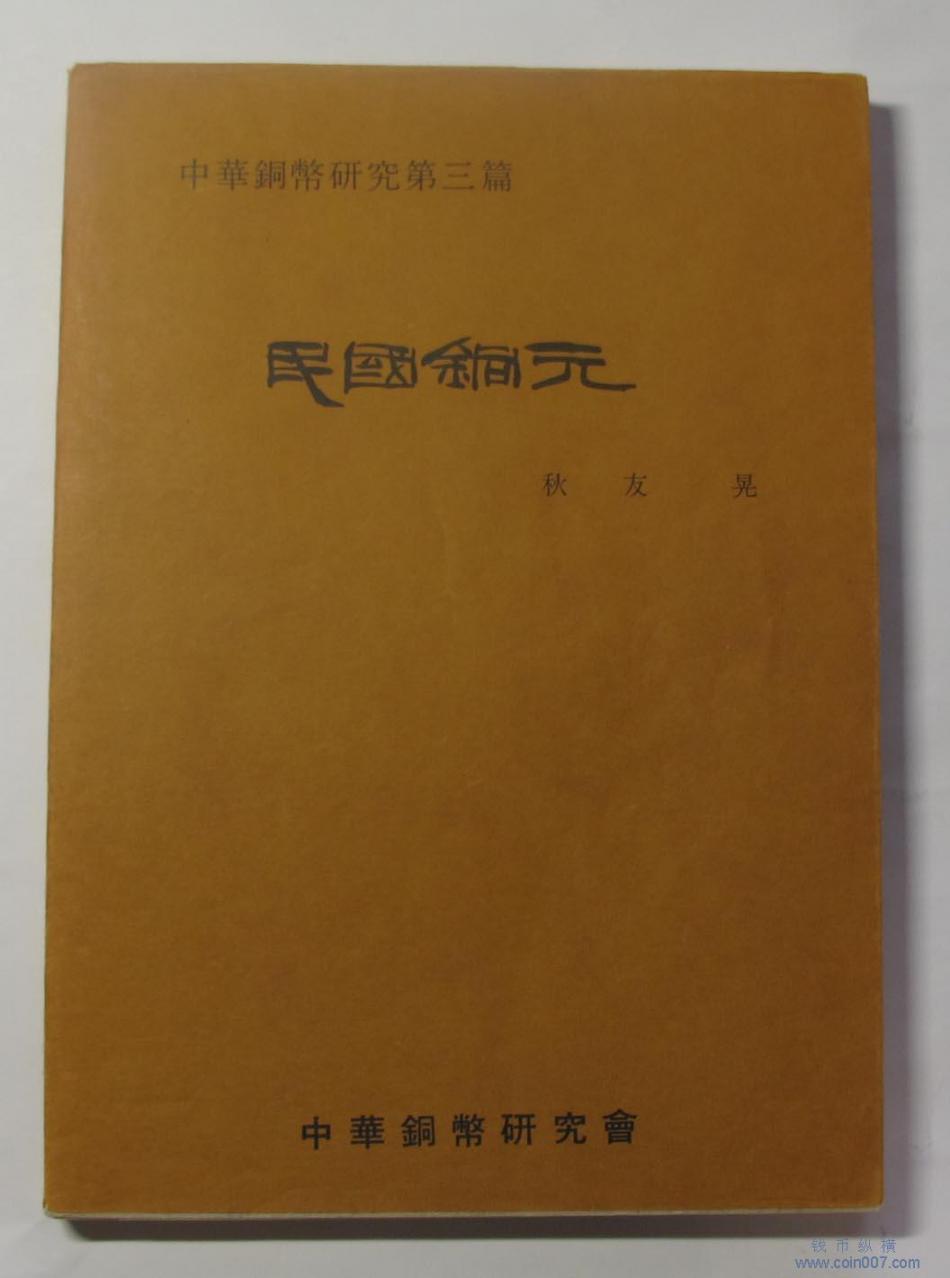 中華銅幣研究第三篇
民國銅元
秋友 晃
中華銅幣研究會
钱币纵横
www.coin007.com